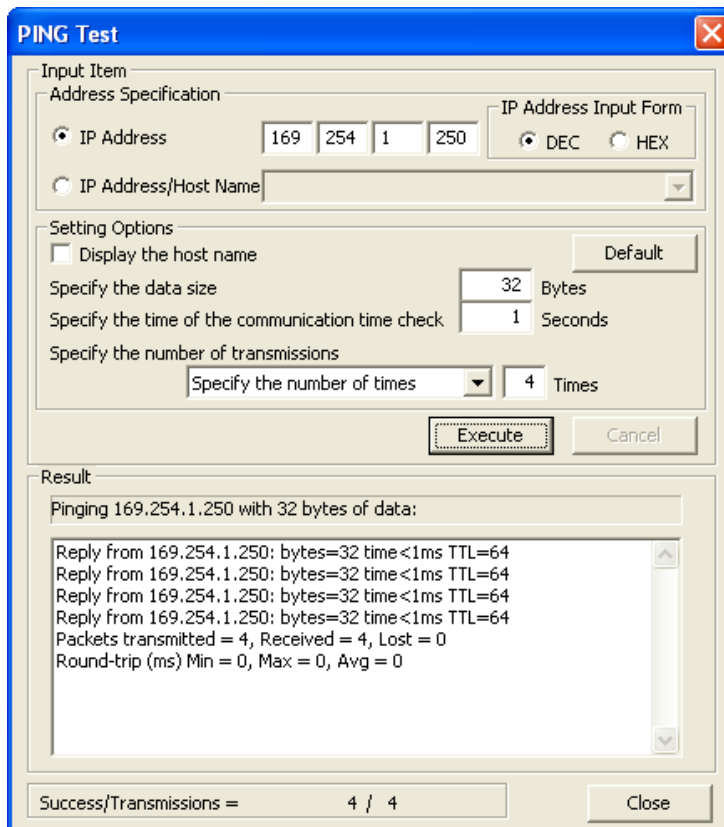 PING Test
Input Item
Address Specification
IP Address Input Form
IP Address 169 254 1 250 DEC HEX
IP Address/Host Name
Setting Options
Display the host name Default
Specify the data size 32 Bytes
Specify the time of the communication time check 1 Seconds
Specify the number of transmissions
Specify the number of times 4 Times
Execute Cancel
Result
Pinging 169.254.1.250 with 32 bytes of data:
Reply from 169.254.1.250: bytes=32 time<1ms TTL=64
Reply from 169.254.1.250: bytes=32 time<1ms TTL=64
Reply from 169.254.1.250: bytes=32 time<1ms TTL=64
Reply from 169.254.1.250: bytes=32 time<1ms TTL=64
Packets transmitted = 4, Received = 4, Lost = 0
Round-trip (ms) Min = 0, Max = 0, Avg = 0
Success/Transmissions = 4 / 4 Close